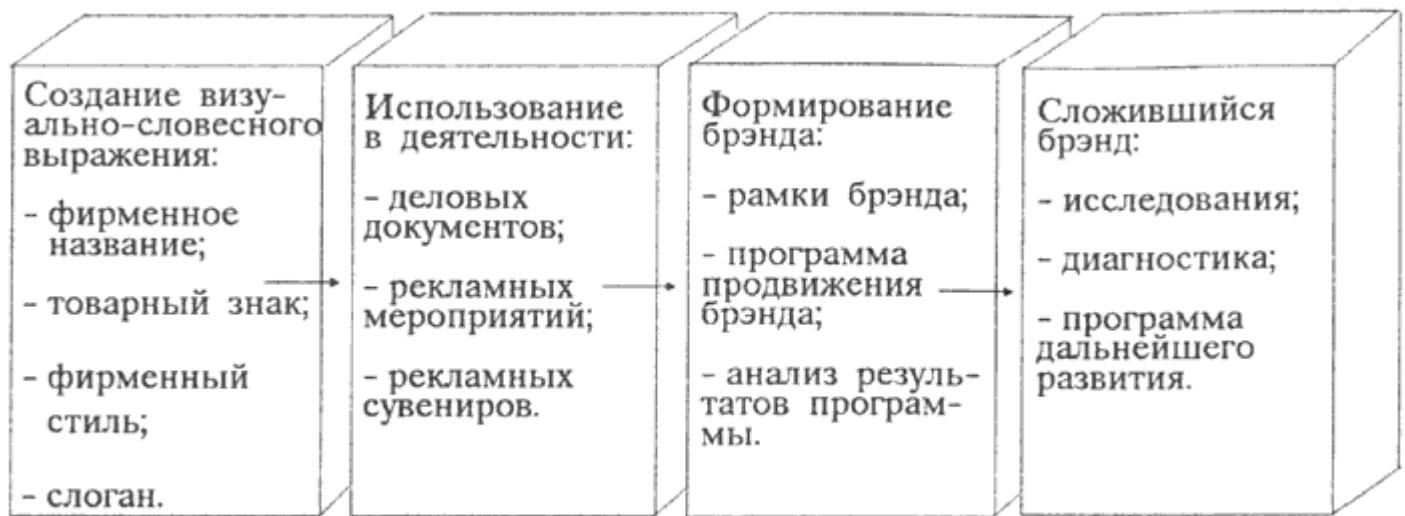 Создание визу-
ально-словесного
выражения:
- фирменное
название;
- товарный знак;
- фирменный
стиль;
- слоган.
Использование
в деятельности:
- деловых
документов;
- рекламных
мероприятий;
- рекламных
сувениров.
Формирование
брэнда:
- рамки брэнда;
- программа
продвижения
брэнда;
- анализ резуль-
татов програм-
мы.
Сложившийся
брэнд:
- исследования;
- диагностика;
- программа
дальнейшего
развития.